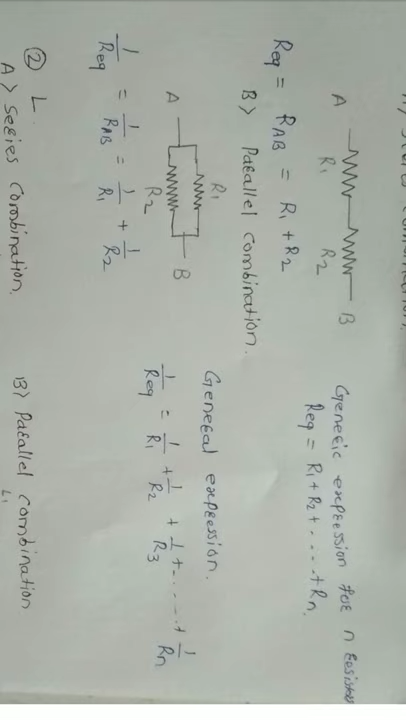 A R1 R2 B
Generic expression for n resistors
Req = RAB = R1 + R2
Req = R1 + R2 + .... + Rn.
B> Parallel combination.
R1
A B
R2
General expression.
1/Req = 1/RAB = 1/R1 + 1/R2
1/Req = 1/R1 + 1/R2 + 1/R3 + ..... + 1/Rn
② L.
A> Series combination.
B> Parallel combination
L1